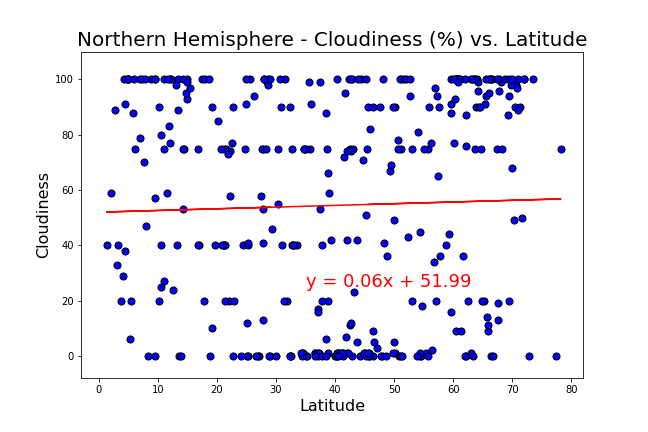 Northern Hemisphere - Cloudiness (%) vs. Latitude
100
80
60
40
20
0
Cloudiness
y = 0.06x + 51.99
0 10 20 30 40 50 60 70 80
Latitude